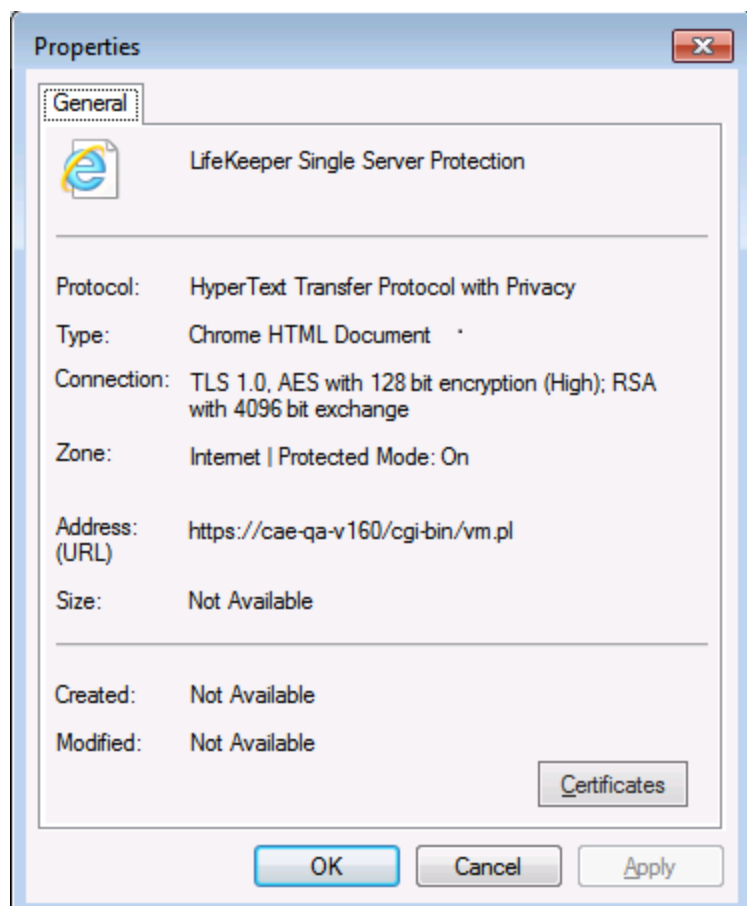 Properties
General
LifeKeeper Single Server Protection
Protocol: HyperText Transfer Protocol with Privacy
Type: Chrome HTML Document
Connection: TLS 1.0, AES with 128 bit encryption (High); RSA
with 4096 bit exchange
Zone: Internet | Protected Mode: On
Address: https://cae-qa-v160/cgi-bin/vm.pl
(URL)
Size: Not Available
Created: Not Available
Modified: Not Available
Certificates
OK Cancel Apply